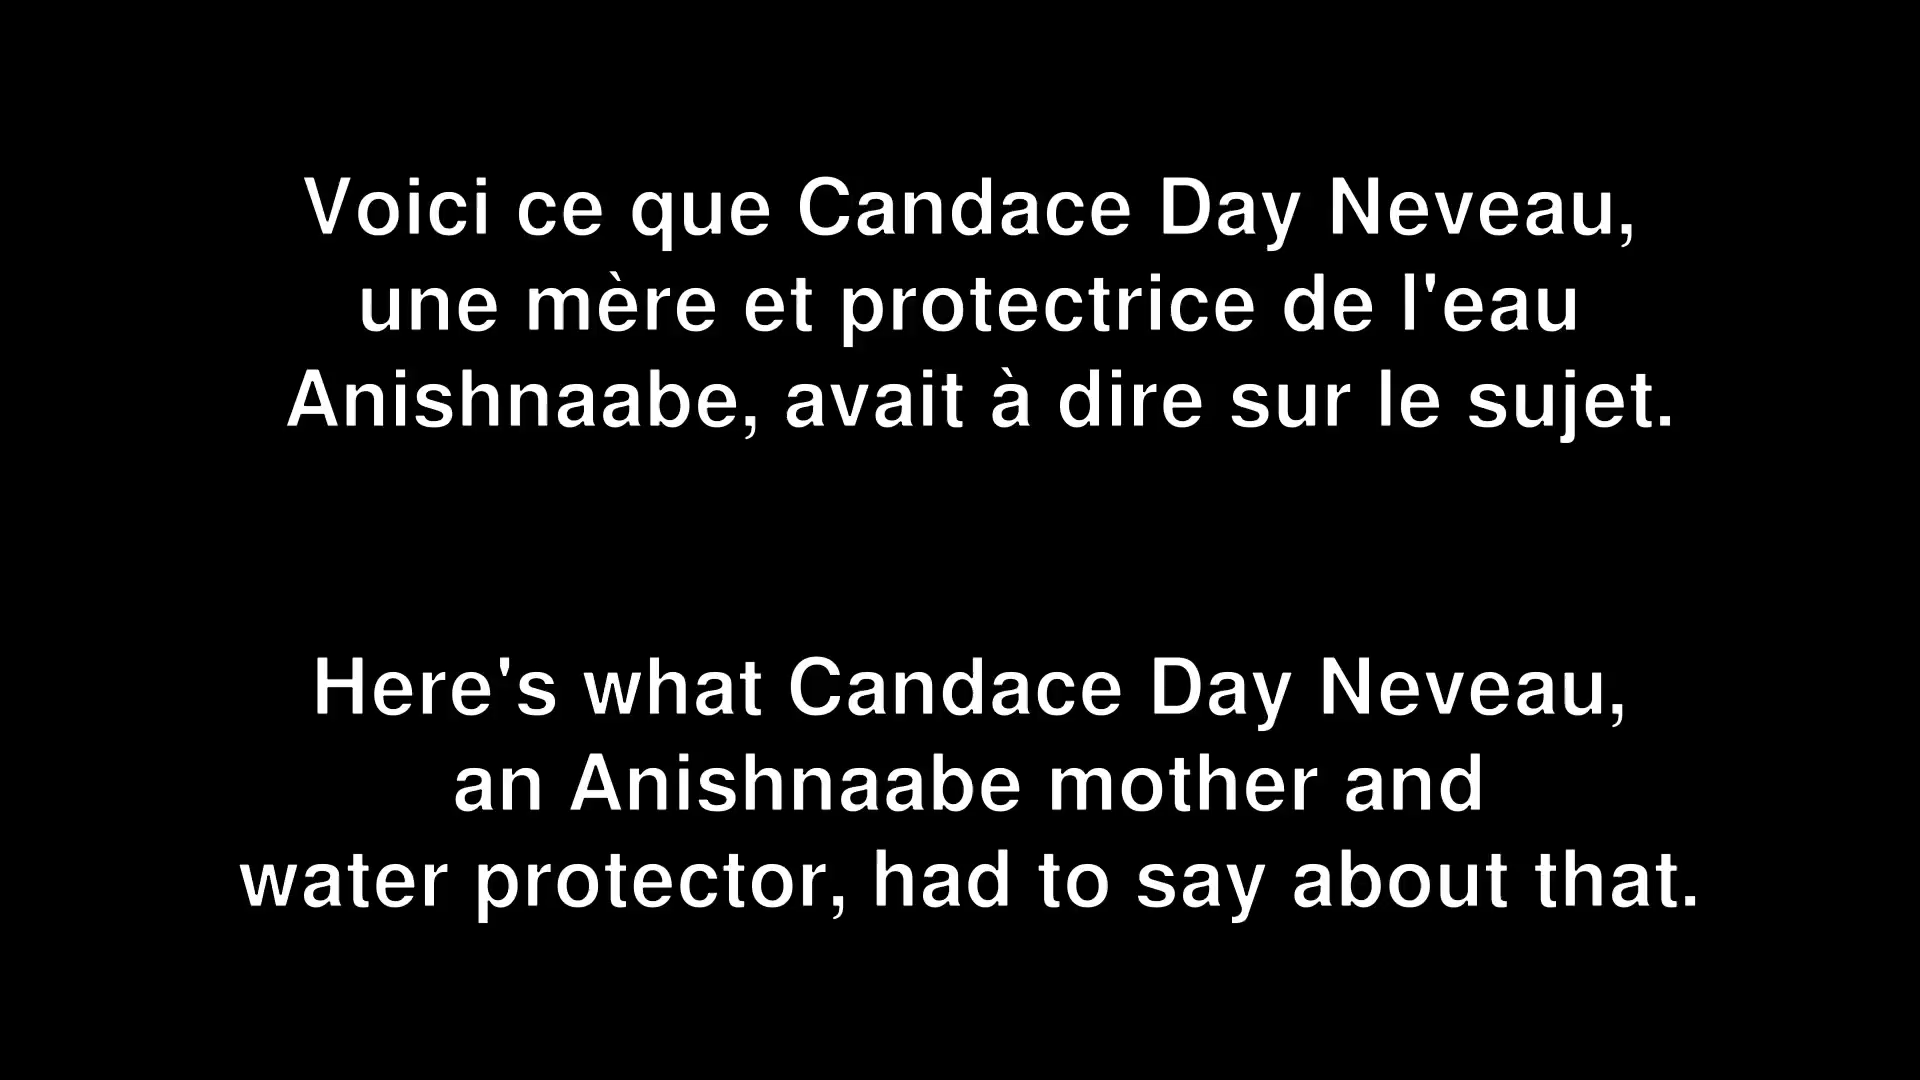 Voici ce que Candace Day Neveau,
une mère et protectrice de l'eau
Anishnaabe, avait à dire sur le sujet.
Here's what Candace Day Neveau,
an Anishnaabe mother and
water protector, had to say about that.